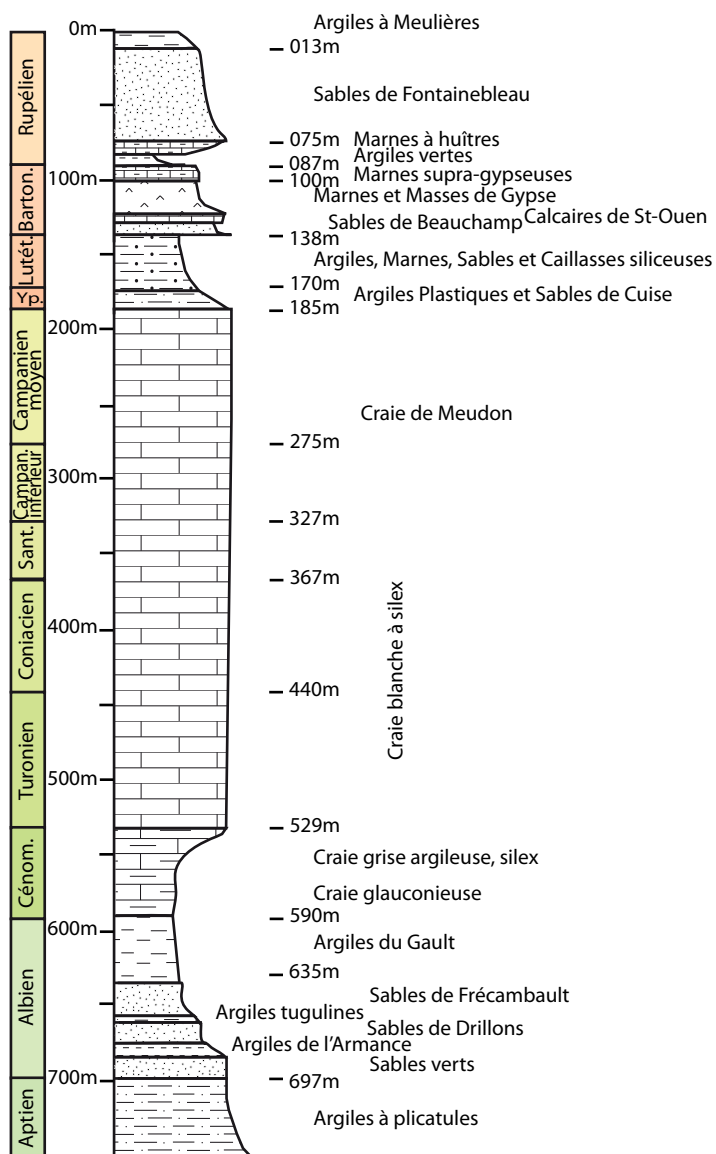 0m
Argiles à Meulières
013m
Sables de Fontainebleau
Rupélien
075m Marnes à huîtres
Argiles vertes
087m Marnes supra-gypseuses
100m
100m
Marnes et Masses de Gypse
Barton.
Calcaires de St-Ouen
Sables de Beauchamp
138m
Lutét.
Argiles, Marnes, Sables et Caillasses siliceuses
170m
Yp.
Argiles Plastiques et Sables de Cuise
185m
200m
Campanien
moyen
Craie de Meudon
275m
300m
Campan.
inférieur
327m
Sant.
367m
400m
Coniacien
Craie blanche à silex
440m
Turonien
500m
529m
Cénom.
Craie grise argileuse, silex
Craie glauconieuse
590m
600m
Argiles du Gault
635m
Albien
Sables de Frécambault
Argiles tugulines
Sables de Drillons
Argiles de l'Armance
Sables verts
700m
697m
Aptien
Argiles à plicatules